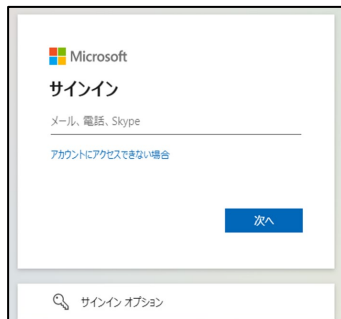 Microsoft
サインイン
メール、電話、Skype
アカウントにアクセスできない場合
次へ
サインイン オプション